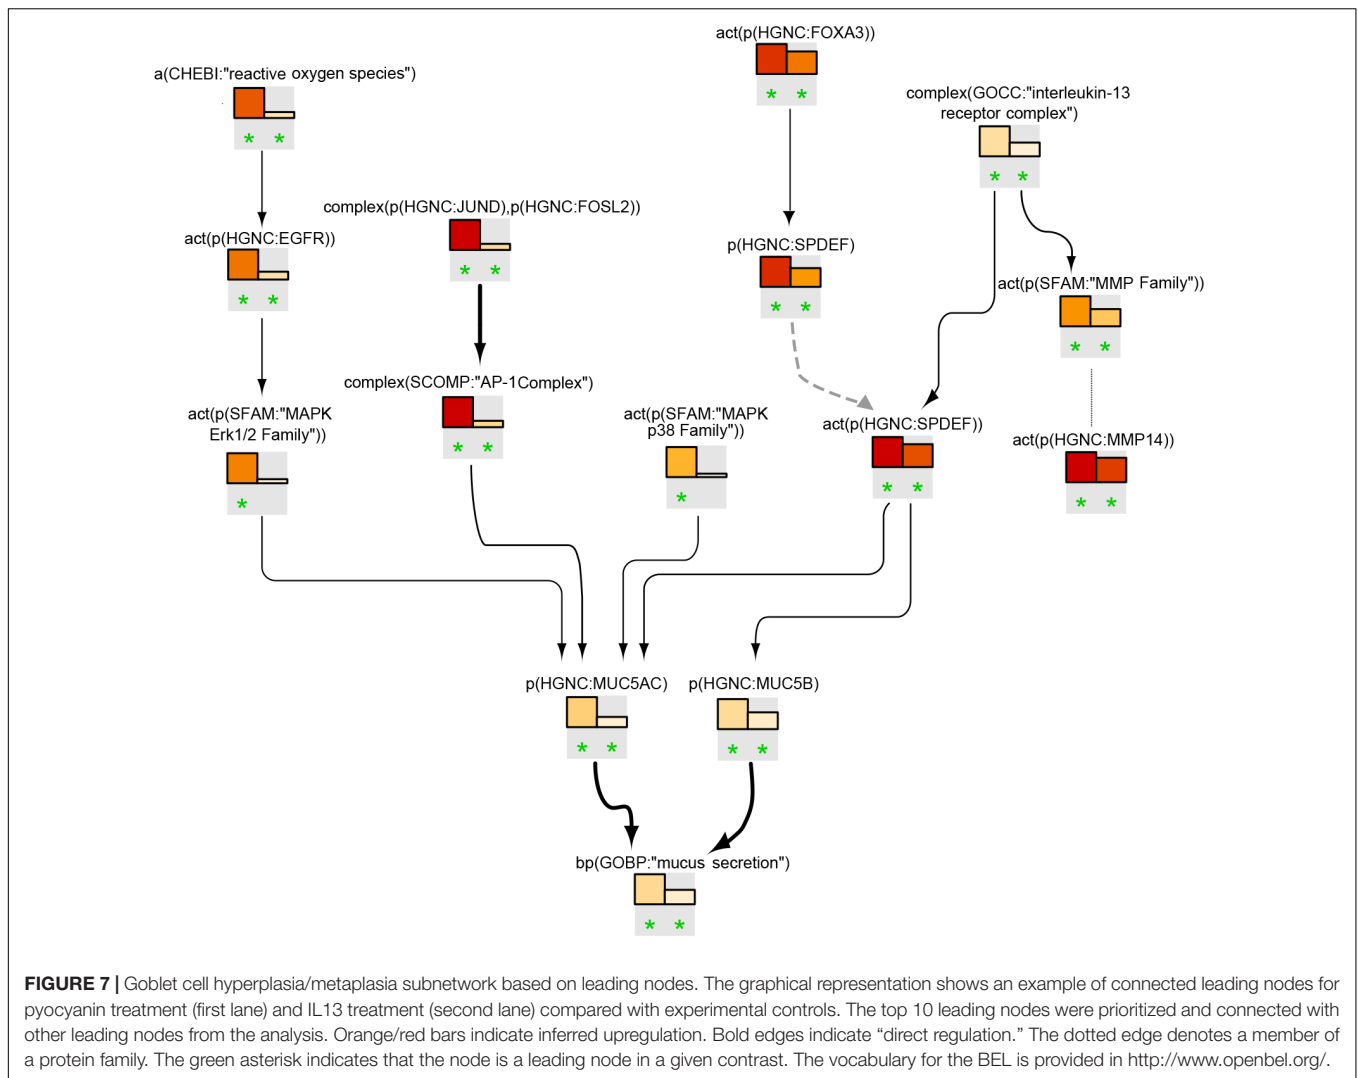 act(p(HGNC:FOXA3))
* *
a(CHEBI:"reactive oxygen species")
* *
complex(GOCC:"interleukin-13
receptor complex")
* *
complex(p(HGNC:JUND),p(HGNC:FOSL2))
* *
act(p(HGNC:EGFR))
* *
p(HGNC:SPDEF)
* *
act(p(SFAM:"MMP Family"))
* *
complex(SCOMP:"AP-1Complex")
* *
act(p(SFAM:"MAPK
Erk1/2 Family"))
*
act(p(SFAM:"MAPK
p38 Family"))
*
act(p(HGNC:SPDEF))
* *
act(p(HGNC:MMP14))
* *
p(HGNC:MUC5AC)
* *
p(HGNC:MUC5B)
* *
bp(GOBP:"mucus secretion")
* *
FIGURE 7 | Goblet cell hyperplasia/metaplasia subnetwork based on leading nodes. The graphical representation shows an example of connected leading nodes for
pyocyanin treatment (first lane) and IL13 treatment (second lane) compared with experimental controls. The top 10 leading nodes were prioritized and connected with
other leading nodes from the analysis. Orange/red bars indicate inferred upregulation. Bold edges indicate “direct regulation.” The dotted edge denotes a member of
a protein family. The green asterisk indicates that the node is a leading node in a given contrast. The vocabulary for the BEL is provided in http://www.openbel.org/.